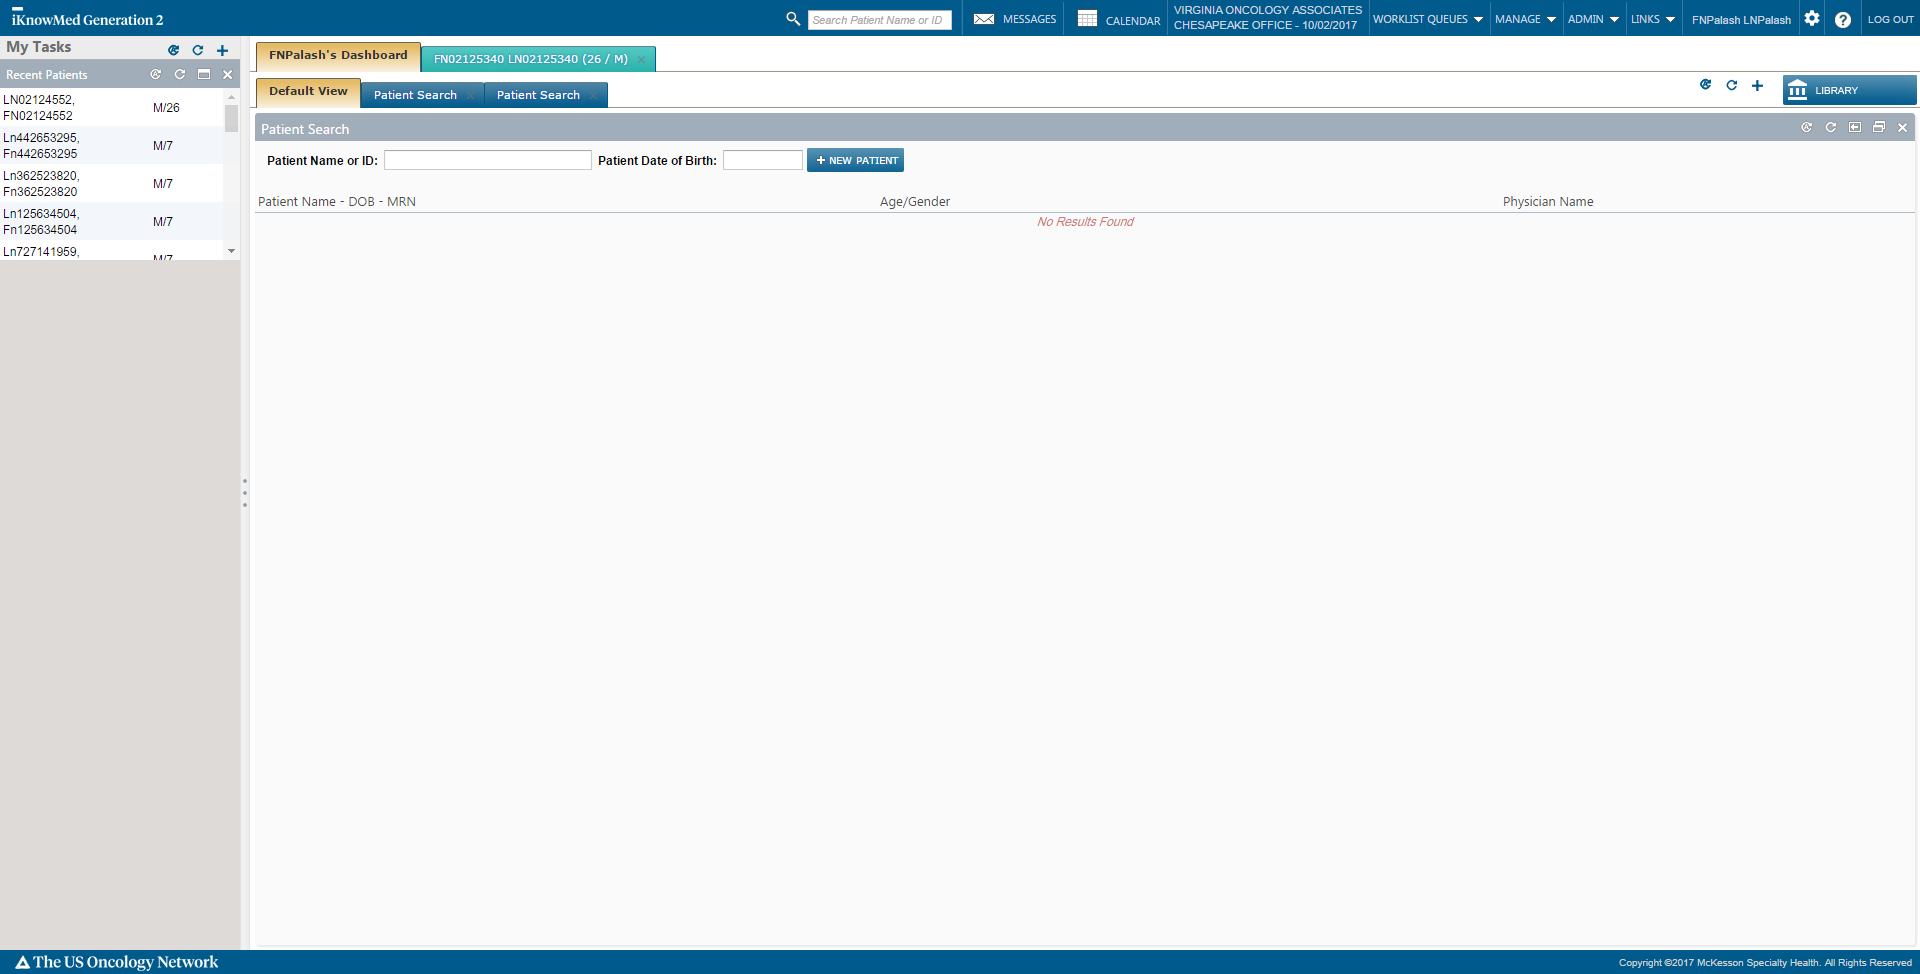 iKnowMed Generation 2
Search Patient Name or ID
MESSAGES
CALENDAR
VIRGINIA ONCOLOGY ASSOCIATES
CHESAPEAKE OFFICE - 10/02/2017
WORKLIST QUEUES
MANAGE
ADMIN
LINKS
FNPalash LNPalash
LOG OUT
My Tasks
Recent Patients
LN02124552,
FN02124552
M/26
Ln442653295,
Fn442653295
M/7
Ln362523820,
Fn362523820
M/7
Ln125634504,
Fn125634504
M/7
Ln727141959,
M/7
FNPalash's Dashboard
FN02125340 LN02125340 (26 / M)
Default View
Patient Search
Patient Search
LIBRARY
Patient Search
Patient Name or ID:
Patient Date of Birth:
+ NEW PATIENT
Patient Name - DOB - MRN
Age/Gender
Physician Name
No Results Found
The US Oncology Network
Copyright ©2017 McKesson Specialty Health. All Rights Reserved